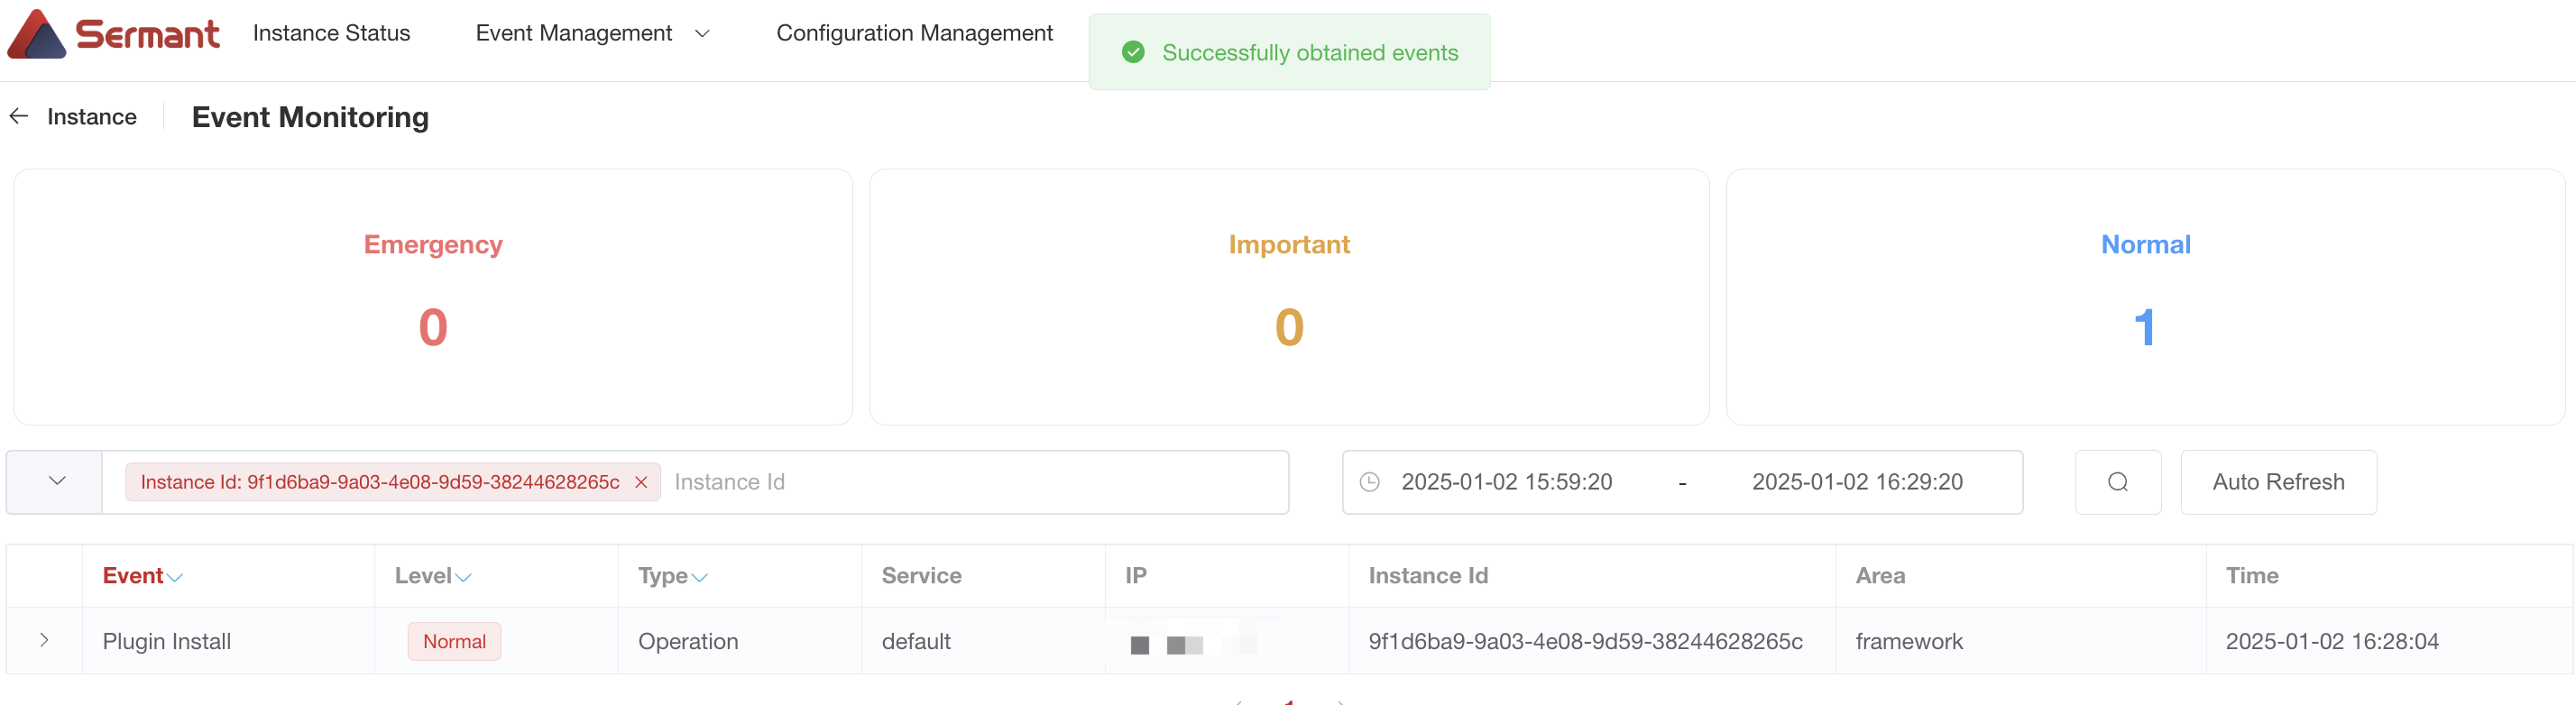 Sermant Instance Status Event Management Configuration Management
Successfully obtained events
Instance Event Monitoring
Emergency Important Normal
0 0 1
Instance Id: 9f1d6ba9-9a03-4e08-9d59-38244628265c Instance Id 2025-01-02 15:59:20 - 2025-01-02 16:29:20 Auto Refresh
Event Level Type Service IP Instance Id Area Time
Plugin Install Normal Operation default 9f1d6ba9-9a03-4e08-9d59-38244628265c framework 2025-01-02 16:28:04